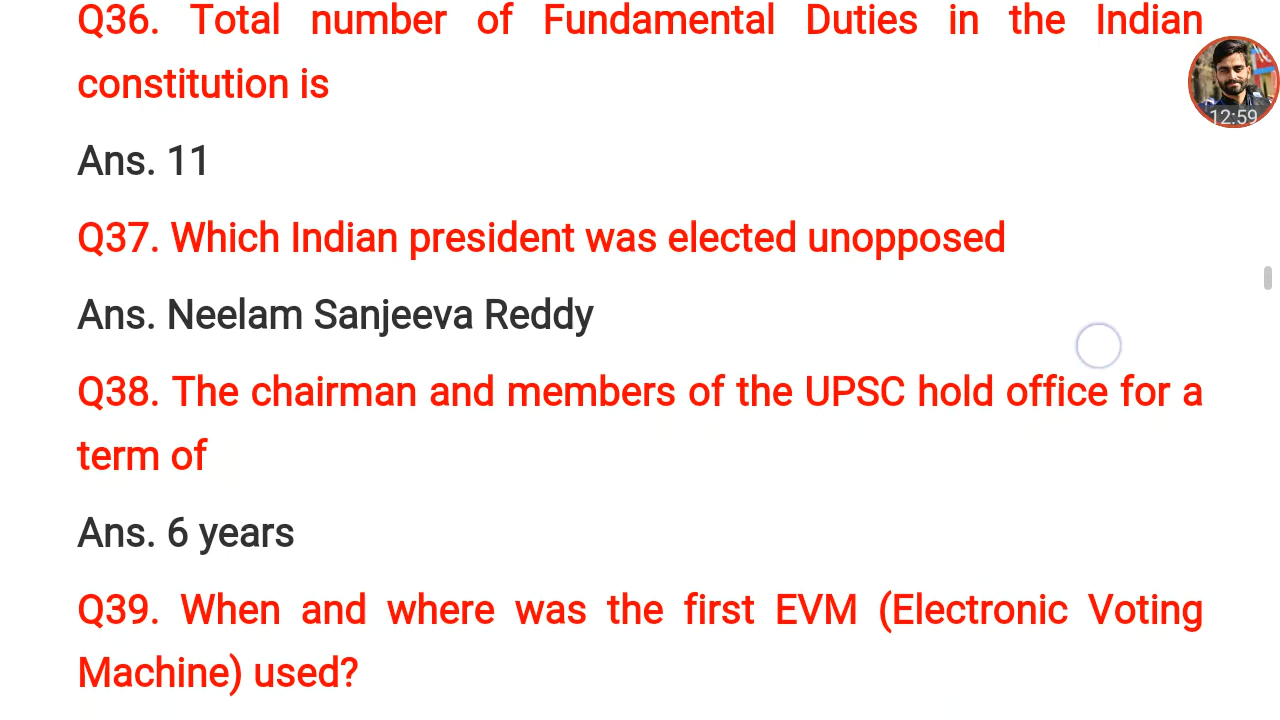 Q36. Total number of Fundamental Duties in the Indian
constitution is
Ans. 11
Q37. Which Indian president was elected unopposed
Ans. Neelam Sanjeeva Reddy
Q38. The chairman and members of the UPSC hold office for a
term of
Ans. 6 years
Q39. When and where was the first EVM (Electronic Voting
Machine) used?
12:59